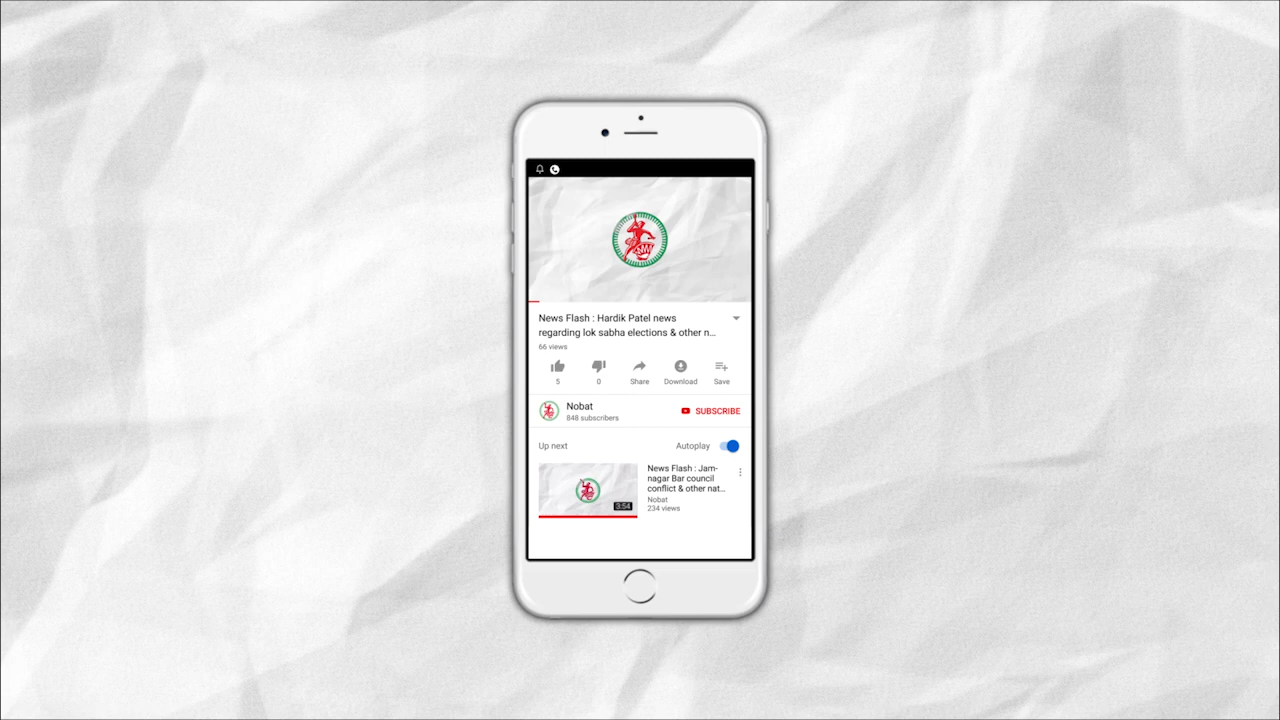 News Flash : Hardik Patel news
regarding lok sabha elections & other n...
66 views
5
0
Share
Download
Save
Nobat
848 subscribers
SUBSCRIBE
Up next
Autoplay
News Flash : Jam-
nagar Bar council
conflict & other nat...
Nobat
234 views
3:54